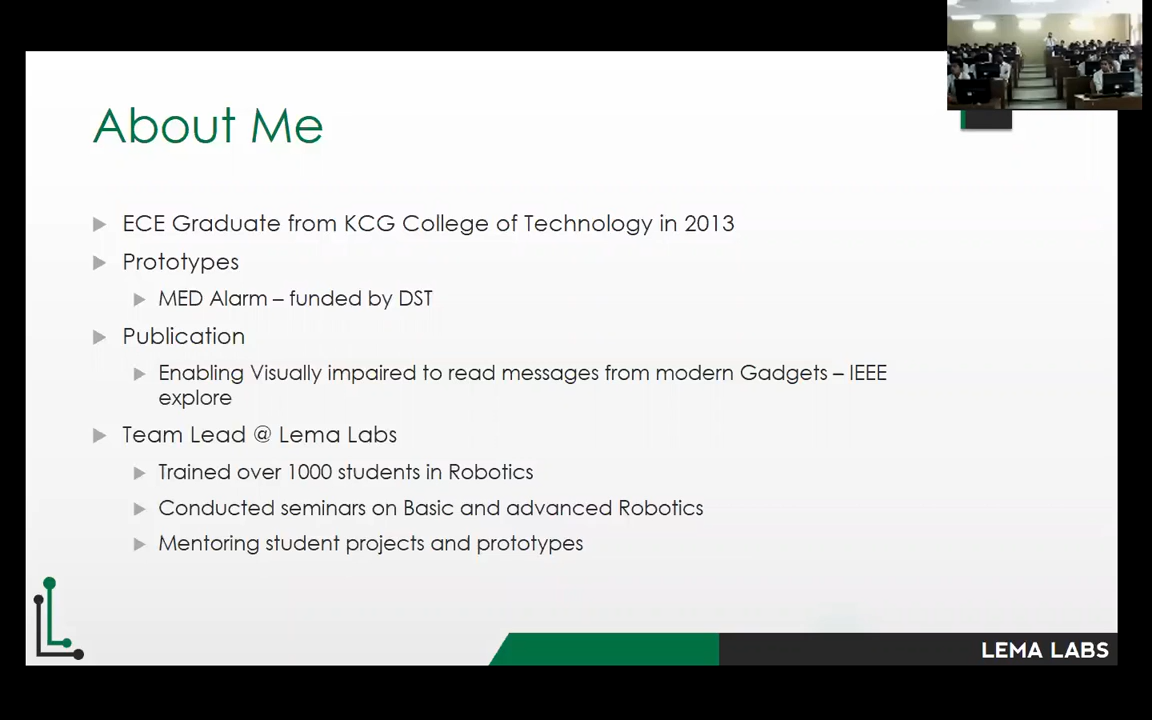 About Me
ECE Graduate from KCG College of Technology in 2013
Prototypes
MED Alarm – funded by DST
Publication
Enabling Visually impaired to read messages from modern Gadgets – IEEE
explore
Team Lead @ Lema Labs
Trained over 1000 students in Robotics
Conducted seminars on Basic and advanced Robotics
Mentoring student projects and prototypes
LEMA LABS